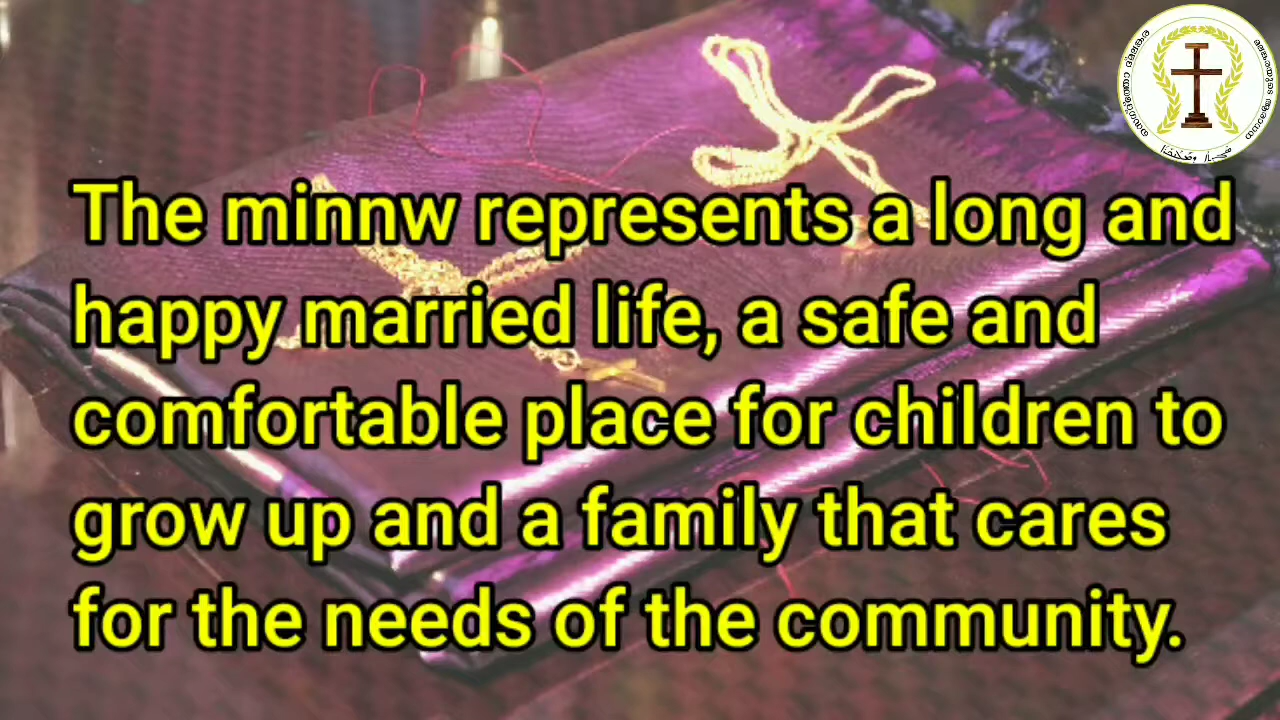 The minnw represents a long and
happy married life, a safe and
comfortable place for children to
grow up and a family that cares
for the needs of the community.